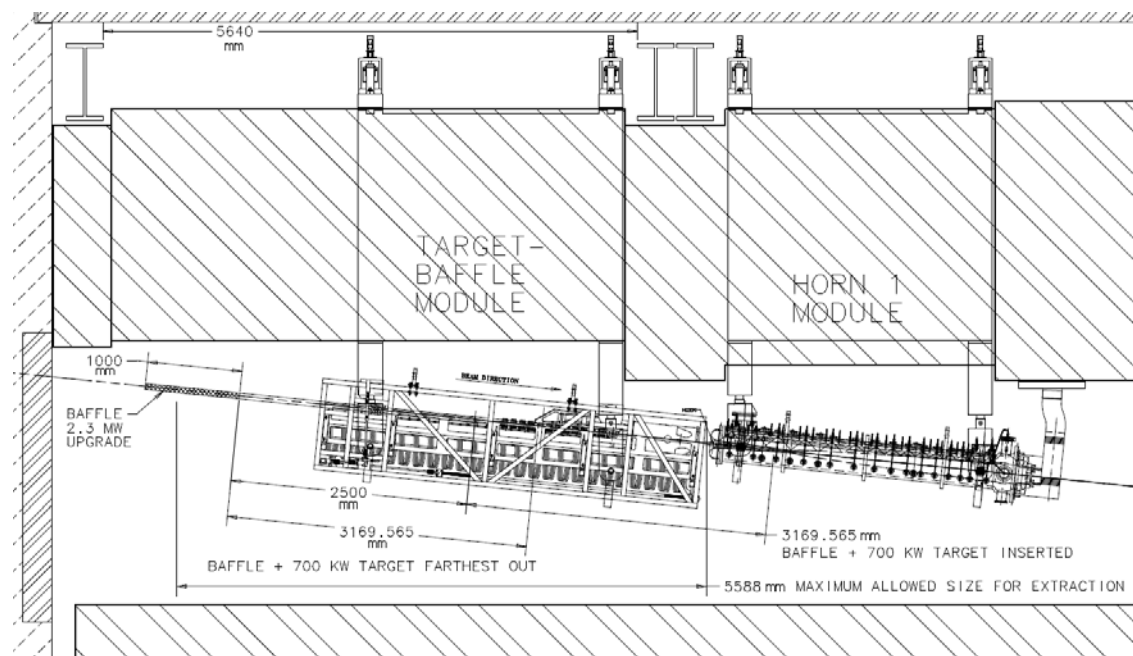 5640
mm
TARGET-
BAFFLE
MODULE
HORN 1
MODULE
1000
mm
BAFFLE
2.3 MW
UPGRADE
BEAM DIRECTION
2500
mm
3169.565
mm
3169.565 mm
BAFFLE + 700 KW TARGET INSERTED
BAFFLE + 700 KW TARGET FARTHEST OUT
5588 mm MAXIMUM ALLOWED SIZE FOR EXTRACTION